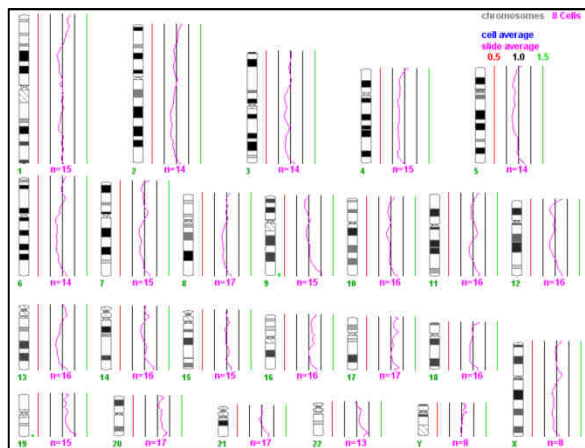 chromosomes 8 Cells
cell average
slide average
0.5 1.0 1.5
1 n=15 2 n=14 3 n=14 4 n=15 5 n=14
6 n=14 7 n=15 8 n=17 9 n=15 10 n=16 11 n=16 12 n=16
13 n=16 14 n=16 15 n=15 16 n=16 17 n=17 18 n=16
19 n=15 20 n=17 21 n=17 22 n=13 Y n=8 X n=8